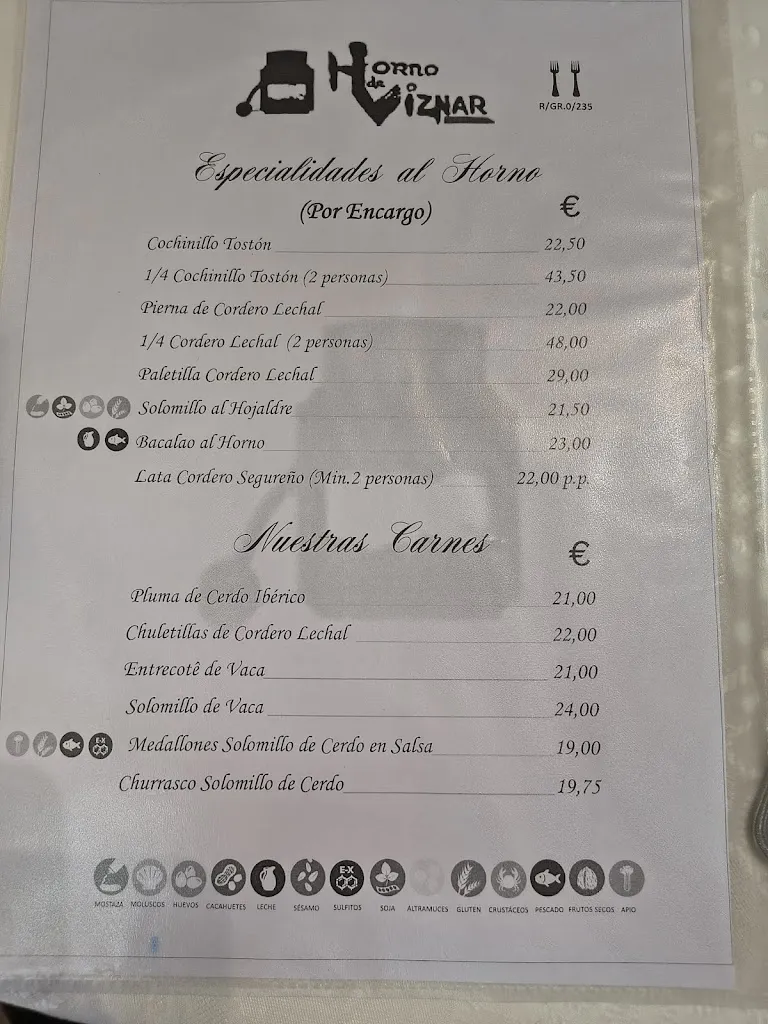 Horno de Víznar
R/GR.0/235
Especialidades al Horno
(Por Encargo) €
Cochinillo Tostón 22,50
1/4 Cochinillo Tostón (2 personas) 43,50
Pierna de Cordero Lechal 22,00
1/4 Cordero Lechal (2 personas) 48,00
Paletilla Cordero Lechal 29,00
Solomillo al Hojaldre 21,50
Bacalao al Horno 23,00
Lata Cordero Segureño (Min.2 personas) 22,00 p.p.
Nuestras Carnes €
Pluma de Cerdo Ibérico 21,00
Chuletillas de Cordero Lechal 22,00
Entrecotê de Vaca 21,00
Solomillo de Vaca 24,00
E-X Medallones Solomillo de Cerdo en Salsa 19,00
Churrasco Solomillo de Cerdo 19,75
E-X
MOSTAZA MOLUSCOS HUEVOS CACAHUETES LECHE SÉSAMO SULFITOS SOJA ALTRAMUCES GLUTEN CRUSTÁCEOS PESCADO FRUTOS SECOS APIO